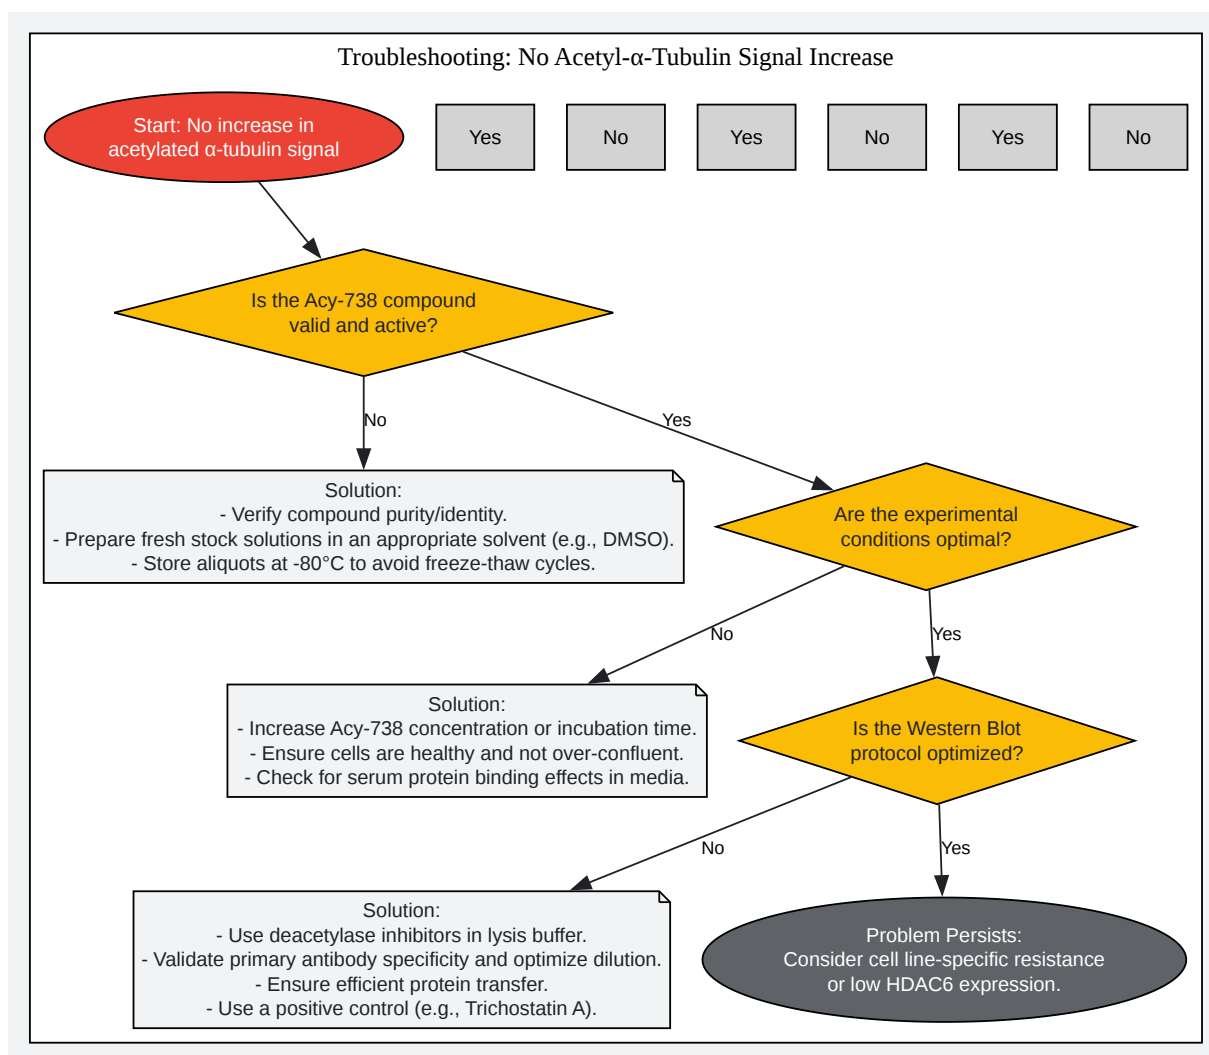 Troubleshooting: No Acetyl-α-Tubulin Signal Increase
Start: No increase in
acetylated α-tubulin signal
Yes
No
Yes
No
Yes
No
Is the Acy-738 compound
valid and active?
No
Yes
Solution:
- Verify compound purity/identity.
- Prepare fresh stock solutions in an appropriate solvent (e.g., DMSO).
- Store aliquots at -80°C to avoid freeze-thaw cycles.
Are the experimental
conditions optimal?
No
Yes
Solution:
- Increase Acy-738 concentration or incubation time.
- Ensure cells are healthy and not over-confluent.
- Check for serum protein binding effects in media.
Is the Western Blot
protocol optimized?
No
Yes
Solution:
- Use deacetylase inhibitors in lysis buffer.
- Validate primary antibody specificity and optimize dilution.
- Ensure efficient protein transfer.
- Use a positive control (e.g., Trichostatin A).
Problem Persists:
Consider cell line-specific resistance
or low HDAC6 expression.